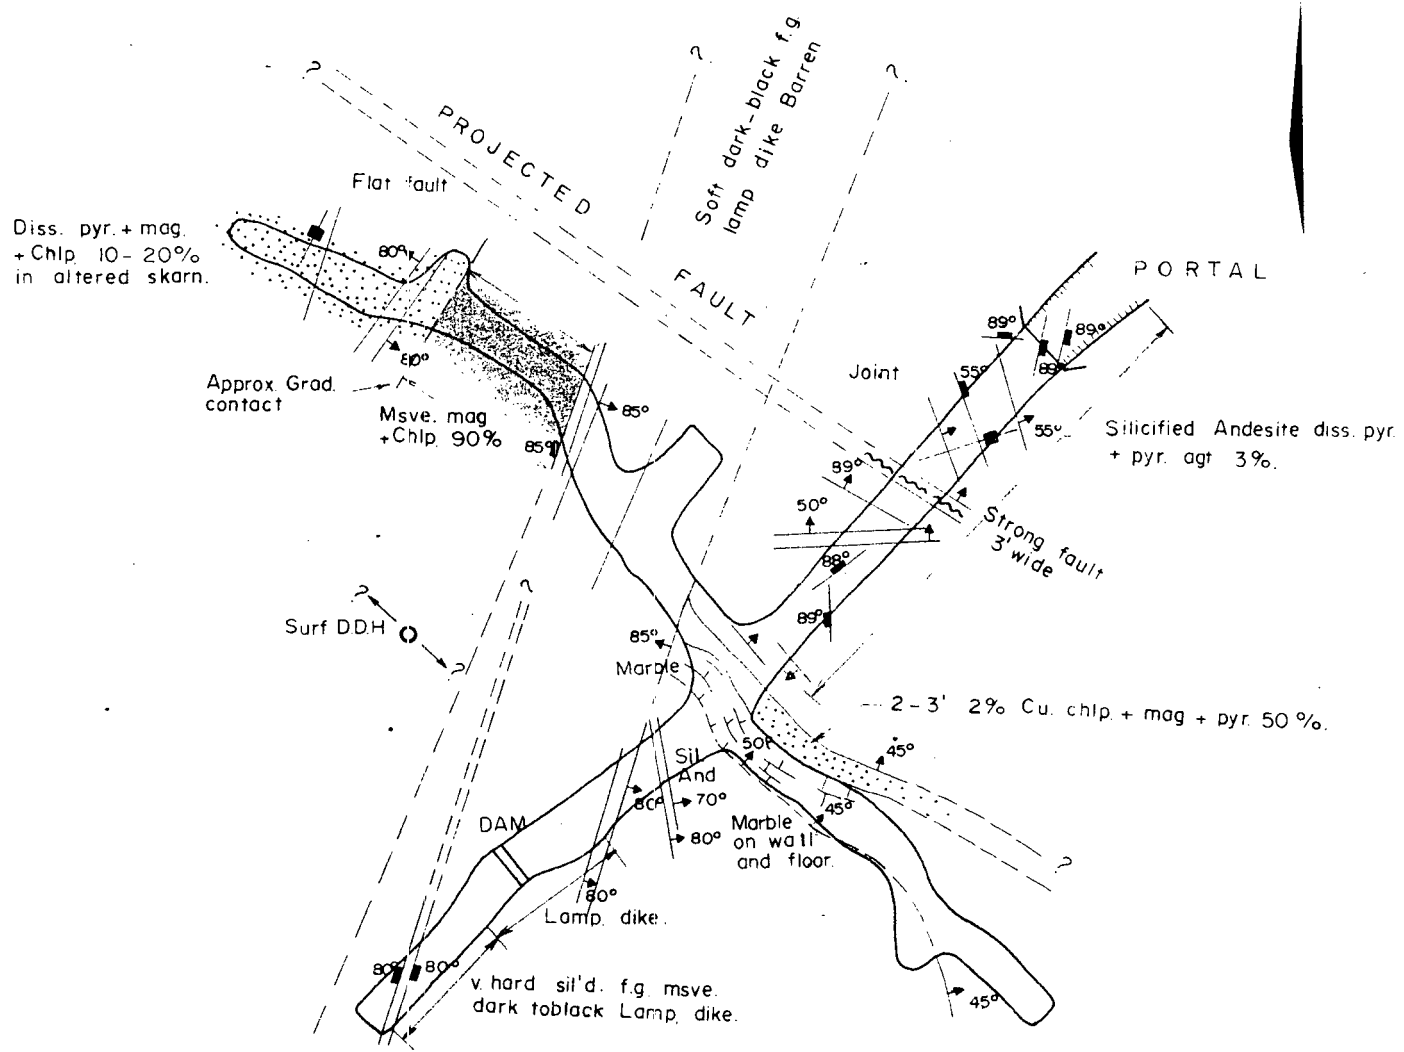 ?
?
?
Soft dark-black f.g.
lamp dike Barren
PROJECTED
FAULT
Flat fault
Diss. pyr. + mag.
+ Chlp. 10-20%
in altered skarn.
80°
80°
Approx. Grad.
contact
Msve. mag
+Chlp. 90%
85°
85°
PORTAL
89°
89°
89°
Joint
55°
55°
Silicified Andesite diss. pyr.
+ pyr. agt 3%.
89°
50°
Strong fault
3' wide
88°
89°
?
Surf D.D.H
?
?
85°
Marble
2-3' 2% Cu. chlp. + mag + pyr. 50%.
45°
50°
Sil.
And
80°
70°
80°
45°
DAM
Marble
on wall
and floor.
?
80°
Lamp. dike.
80°
80°
v. hard sil'd. f.g. msve.
dark toblack Lamp. dike.
45°